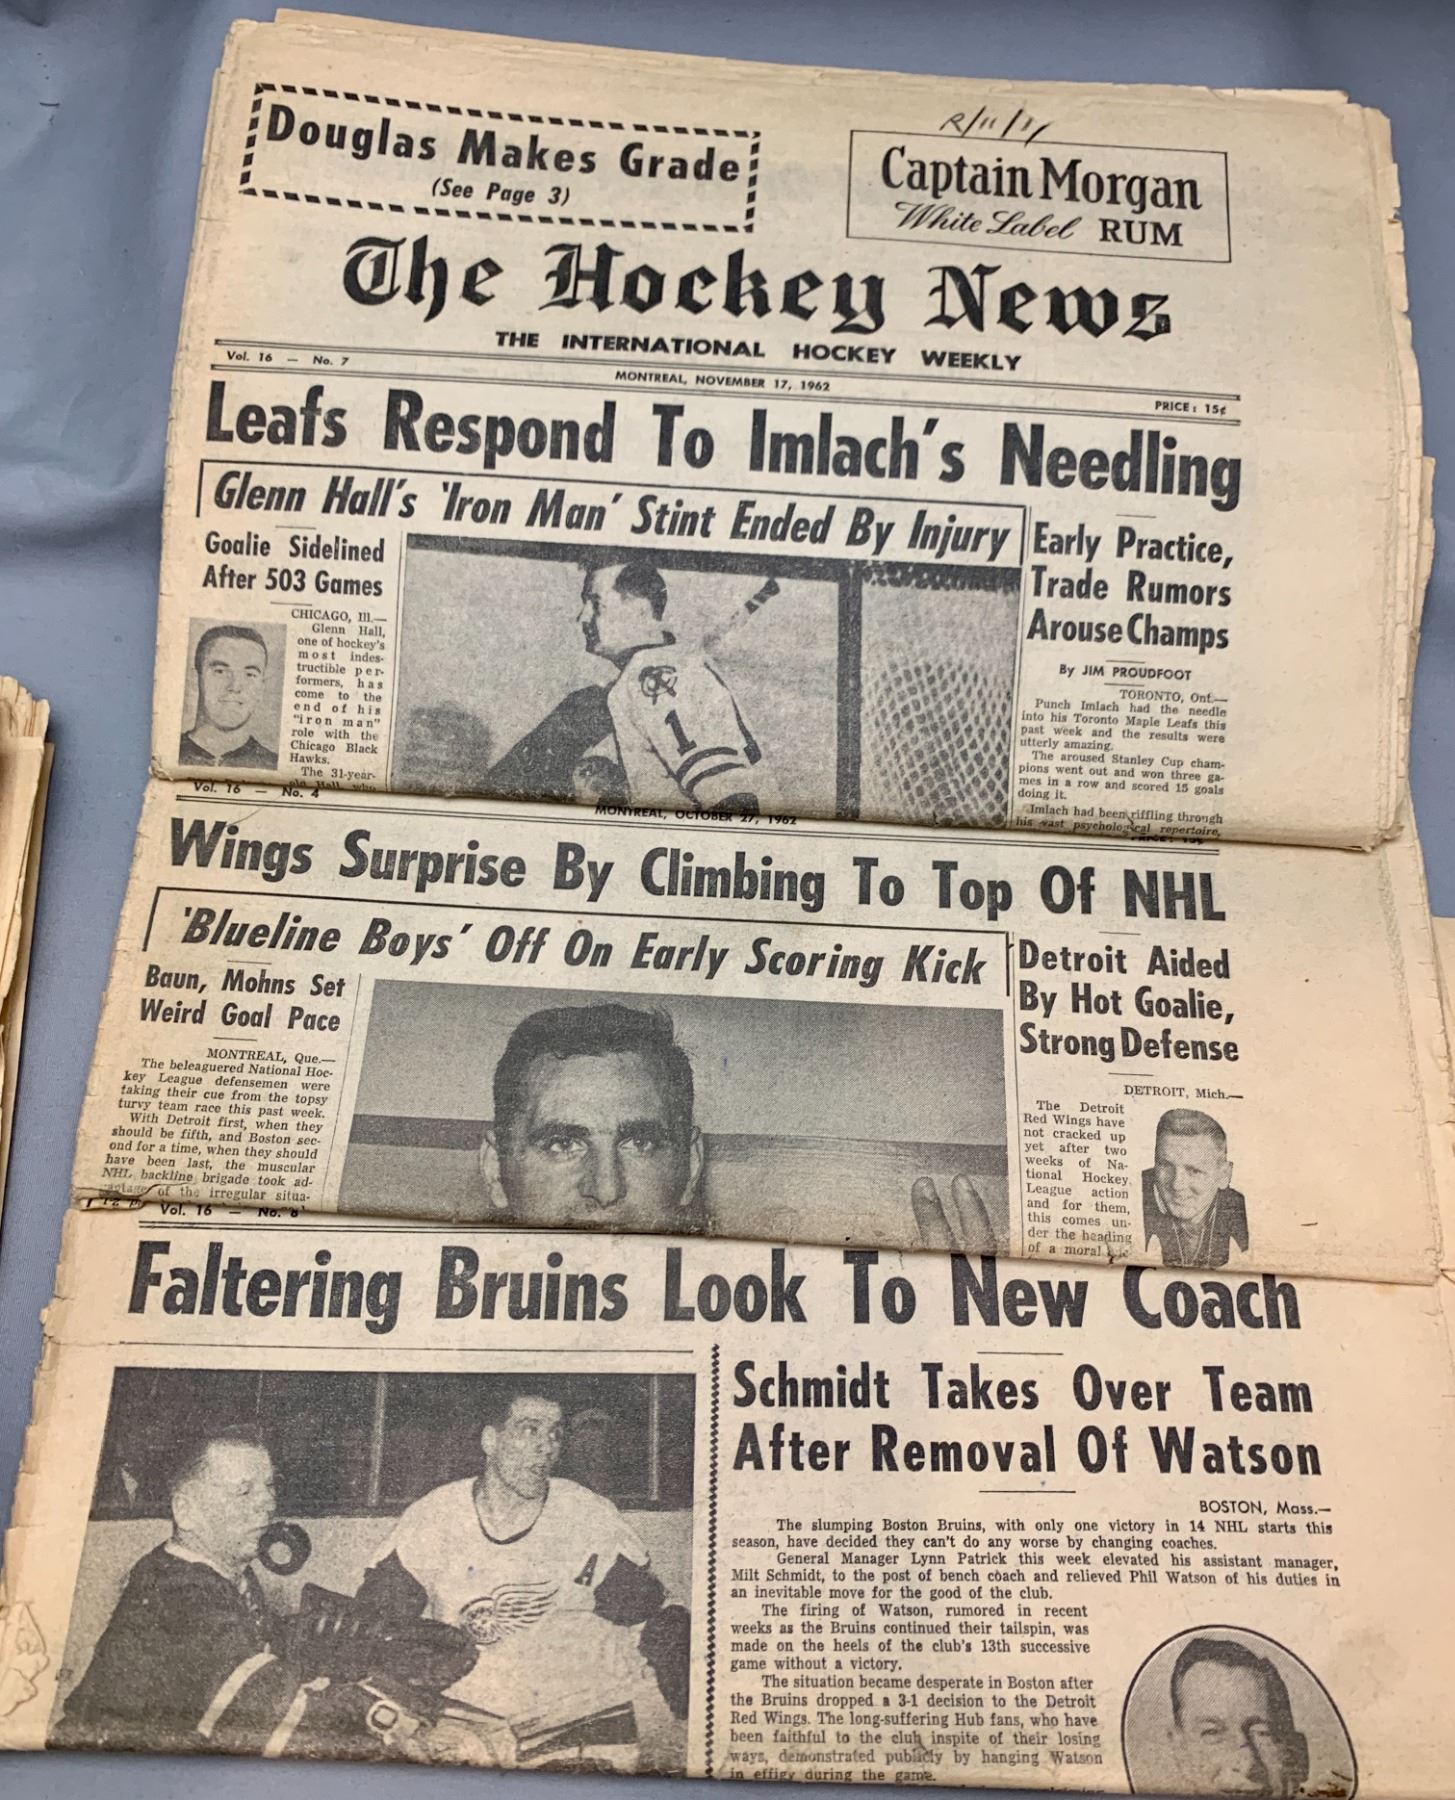 Douglas Makes Grade
(See Page 3)
Captain Morgan
White Label RUM
The Hockey News
THE INTERNATIONAL HOCKEY WEEKLY
Vol. 16 — No. 7
MONTREAL, NOVEMBER 17, 1962
PRICE: 15¢
Leafs Respond To Imlach's Needling
Glenn Hall's 'Iron Man' Stint Ended By Injury
Goalie Sidelined
After 503 Games
CHICAGO, Ill.—
Glenn Hall,
one of hockey's
most indes-
tructible per-
formers, has
come to the
end of his
"iron man"
role with the
Chicago Black
Hawks.
The 31-year-
1
Early Practice,
Trade Rumors
Arouse Champs
By JIM PROUDFOOT
TORONTO, Ont.—
Punch Imlach had the needle
into his Toronto Maple Leafs this
past week and the results were
utterly amazing.
The aroused Stanley Cup cham-
pions went out and won three ga-
mes in a row and scored 15 goals
doing it.
Imlach had been riffling through
his vast psychological repertoire,
Vol. 16 — No. 4
MONTREAL, OCTOBER 27, 1962
Wings Surprise By Climbing To Top Of NHL
'Blueline Boys' Off On Early Scoring Kick
Baun, Mohns Set
Weird Goal Pace
MONTREAL, Que.—
The beleaguered National Hoc-
key League defensemen were
taking their cue from the topsy
turvy team race this past week.
With Detroit first, when they
should be fifth, and Boston sec-
ond for a time, when they should
have been last, the muscular
NHL backline brigade took ad-
vantage of the irregular situa-
Detroit Aided
By Hot Goalie,
Strong Defense
DETROIT, Mich.—
The Detroit
Red Wings have
not cracked up
yet after two
weeks of Na-
tional Hockey
League action
and for them,
this comes un-
der the heading
of a moral
Vol. 16 — No. 8
Faltering Bruins Look To New Coach
A
Schmidt Takes Over Team
After Removal Of Watson
BOSTON, Mass.—
The slumping Boston Bruins, with only one victory in 14 NHL starts this
season, have decided they can't do any worse by changing coaches.
General Manager Lynn Patrick this week elevated his assistant manager,
Milt Schmidt, to the post of bench coach and relieved Phil Watson of his duties in
an inevitable move for the good of the club.
The firing of Watson, rumored in recent
weeks as the Bruins continued their tailspin, was
made on the heels of the club's 13th successive
game without a victory.
The situation became desperate in Boston after
the Bruins dropped a 3-1 decision to the Detroit
Red Wings. The long-suffering Hub fans, who have
been faithful to the club inspite of their losing
ways, demonstrated publicly by hanging Watson
in effigy during the game.